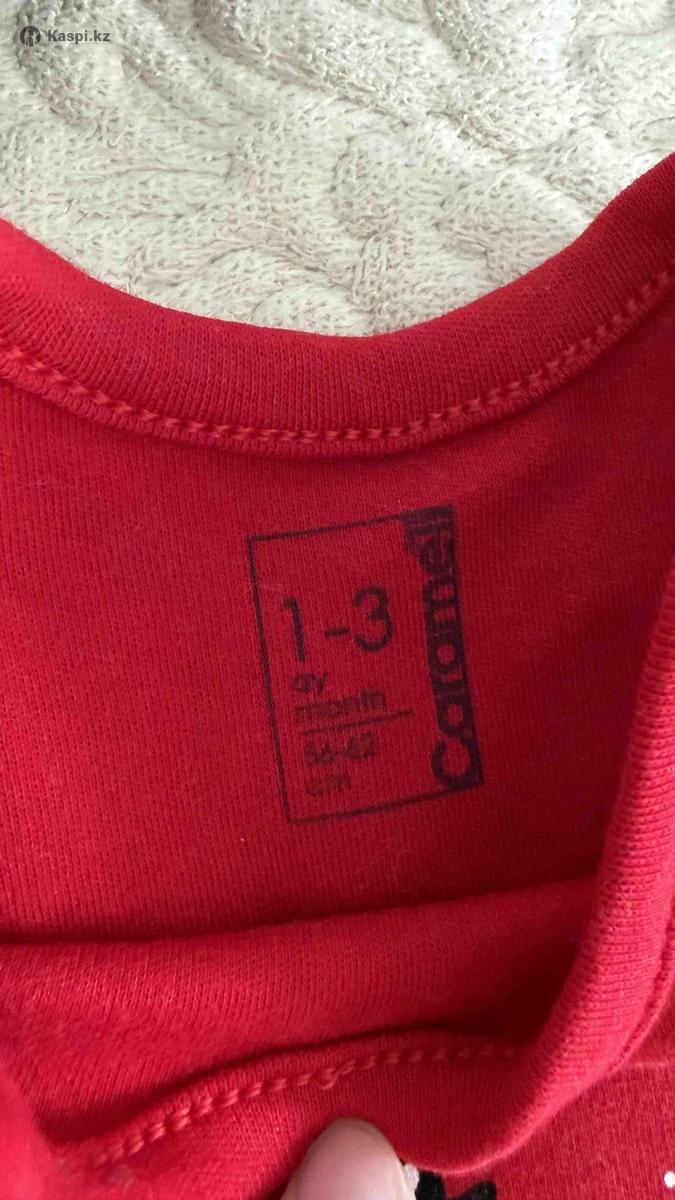 Kaspi.kz
1-3
ay
month
56-62
cm
Caramell